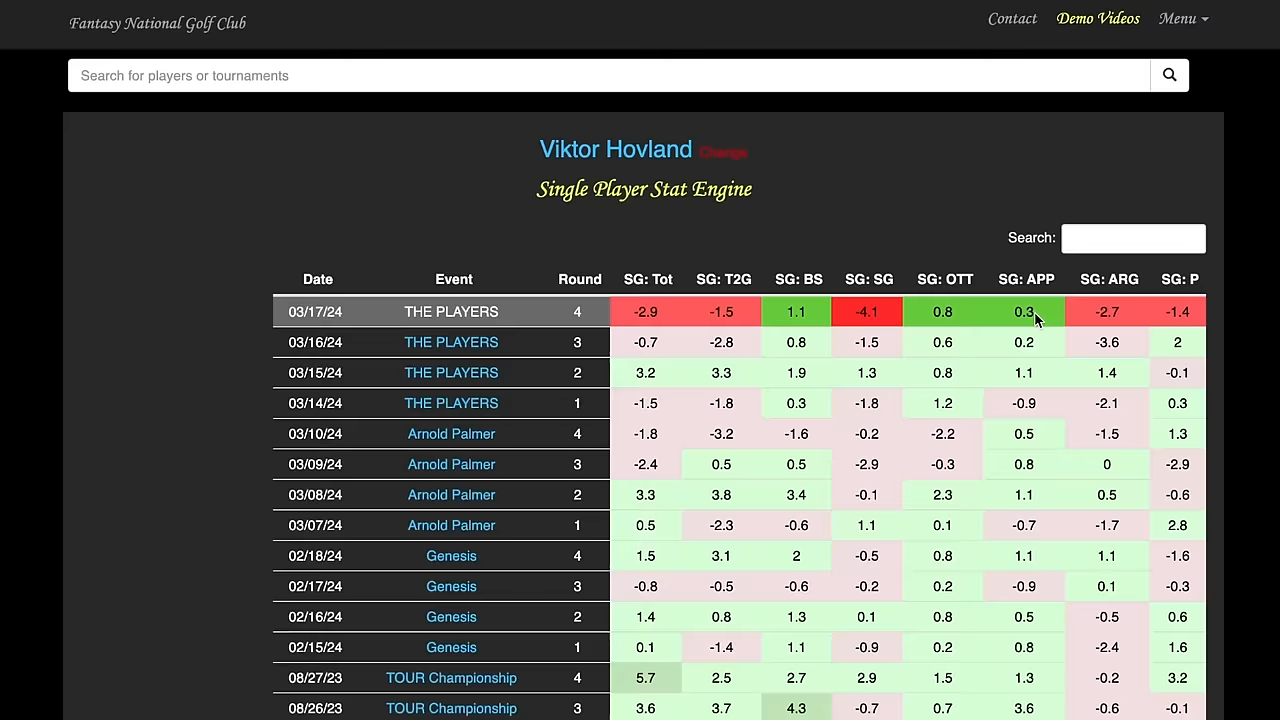 Fantasy National Golf Club
Contact Demo Videos Menu
Search for players or tournaments
Viktor Hovland Change
Single Player Stat Engine
Search:
Date Event Round SG: Tot SG: T2G SG: BS SG: SG SG: OTT SG: APP SG: ARG SG: P
03/17/24 THE PLAYERS 4 -2.9 -1.5 1.1 -4.1 0.8 0.3 -2.7 -1.4
03/16/24 THE PLAYERS 3 -0.7 -2.8 0.8 -1.5 0.6 0.2 -3.6 2
03/15/24 THE PLAYERS 2 3.2 3.3 1.9 1.3 0.8 1.1 1.4 -0.1
03/14/24 THE PLAYERS 1 -1.5 -1.8 0.3 -1.8 1.2 -0.9 -2.1 0.3
03/10/24 Arnold Palmer 4 -1.8 -3.2 -1.6 -0.2 -2.2 0.5 -1.5 1.3
03/09/24 Arnold Palmer 3 -2.4 0.5 0.5 -2.9 -0.3 0.8 0 -2.9
03/08/24 Arnold Palmer 2 3.3 3.8 3.4 -0.1 2.3 1.1 0.5 -0.6
03/07/24 Arnold Palmer 1 0.5 -2.3 -0.6 1.1 0.1 -0.7 -1.7 2.8
02/18/24 Genesis 4 1.5 3.1 2 -0.5 0.8 1.1 1.1 -1.6
02/17/24 Genesis 3 -0.8 -0.5 -0.6 -0.2 0.2 -0.9 0.1 -0.3
02/16/24 Genesis 2 1.4 0.8 1.3 0.1 0.8 0.5 -0.5 0.6
02/15/24 Genesis 1 0.1 -1.4 1.1 -0.9 0.2 0.8 -2.4 1.6
08/27/23 TOUR Championship 4 5.7 2.5 2.7 2.9 1.5 1.3 -0.2 3.2
08/26/23 TOUR Championship 3 3.6 3.7 4.3 -0.7 0.7 3.6 -0.6 -0.1